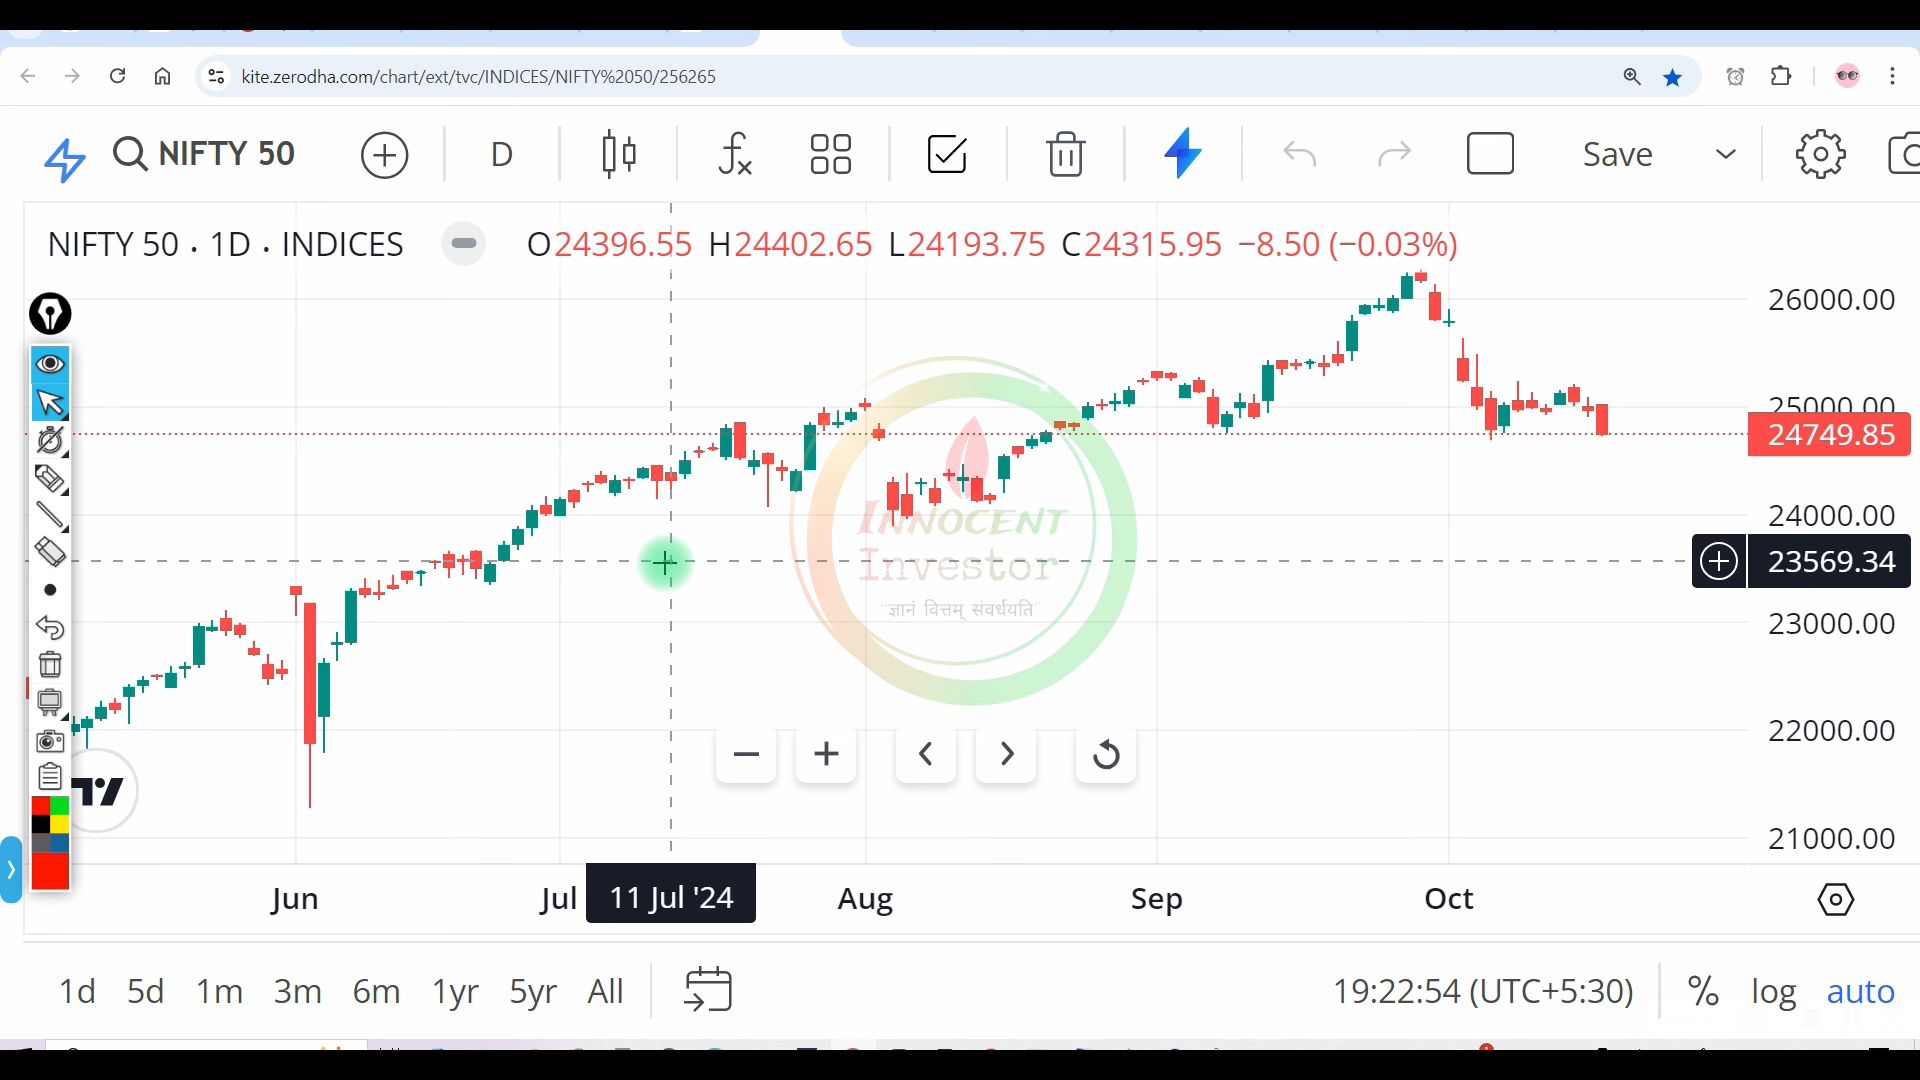 kite.zerodha.com/chart/ext/tvc/INDICES/NIFTY%2050/256265
NIFTY 50
D
Save
NIFTY 50 · 1D · INDICES
O24396.55 H24402.65 L24193.75 C24315.95 −8.50 (−0.03%)
26000.00
25000.00
24749.85
24000.00
23569.34
23000.00
22000.00
21000.00
INNOCENT
Investor
"ज्ञानं वित्तम् संवर्धयति"
Jun
Jul
11 Jul '24
Aug
Sep
Oct
1d 5d 1m 3m 6m 1yr 5yr All
19:22:54 (UTC+5:30)
% log auto